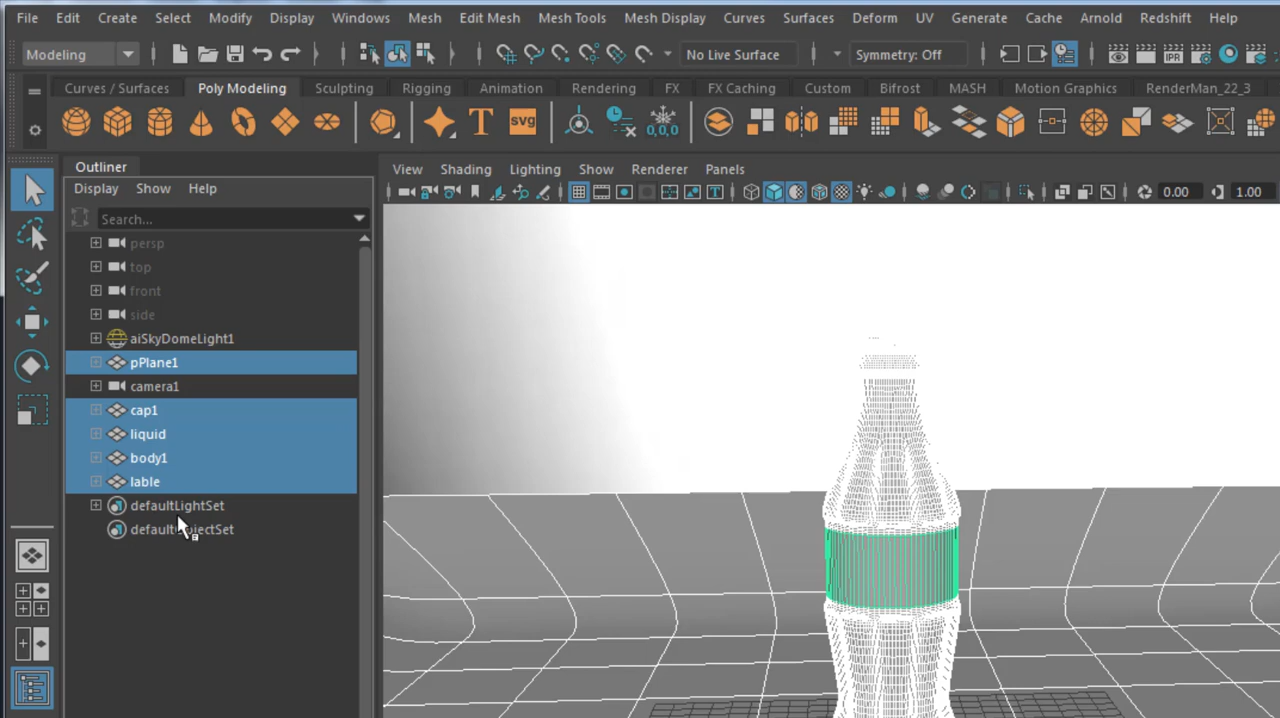 File Edit Create Select Modify Display Windows Mesh Edit Mesh Mesh Tools Mesh Display Curves Surfaces Deform UV Generate Cache Arnold Redshift Help
Modeling No Live Surface Symmetry: Off
IPR
Curves / Surfaces Poly Modeling Sculpting Rigging Animation Rendering FX FX Caching Custom Bifrost MASH Motion Graphics RenderMan_22_3
T svg 0,0,0
Outliner
View Shading Lighting Show Renderer Panels
Display Show Help
0.00 1.00
Search...
persp
top
front
side
aiSkyDomeLight1
pPlane1
camera1
cap1
liquid
body1
lable
defaultLightSet